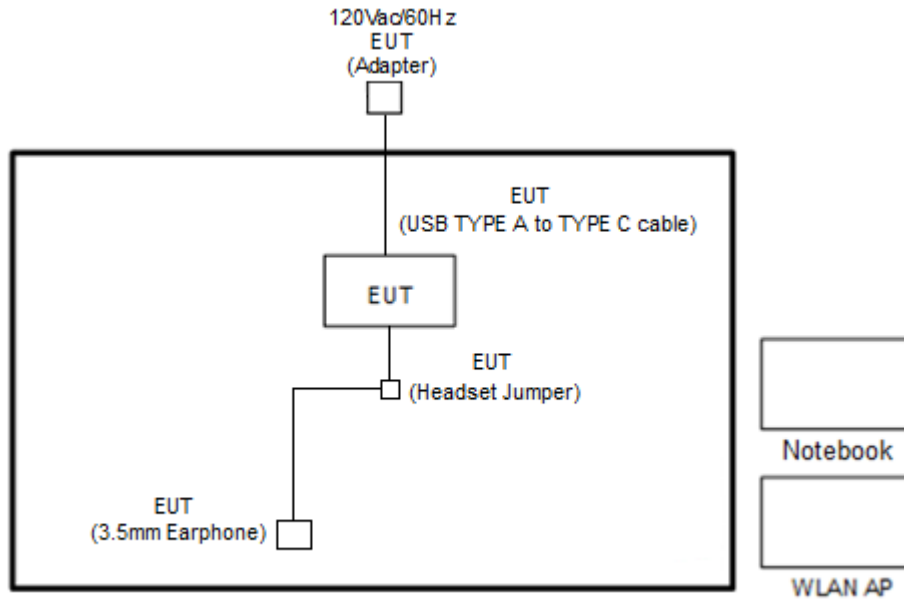 120Vac/60Hz
EUT
(Adapter)
EUT
(USB TYPE A to TYPE C cable)
EUT
EUT
(Headset Jumper)
Notebook
EUT
(3.5mm Earphone)
WLAN AP